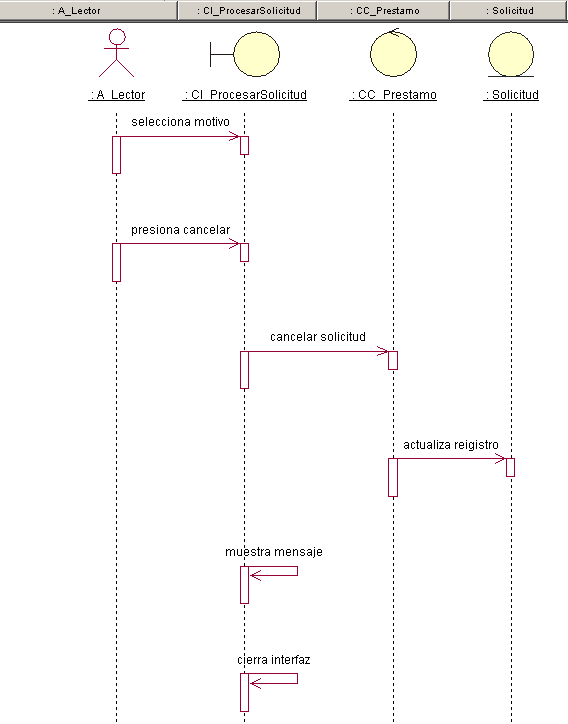 : A_Lector
: CI_ProcesarSolicitud
: CC_Prestamo
: Solicitud
: A_Lector
: CI_ProcesarSolicitud
: CC_Prestamo
: Solicitud
selecciona motivo
presiona cancelar
cancelar solicitud
actualiza reigistro
muestra mensaje
cierra interfaz